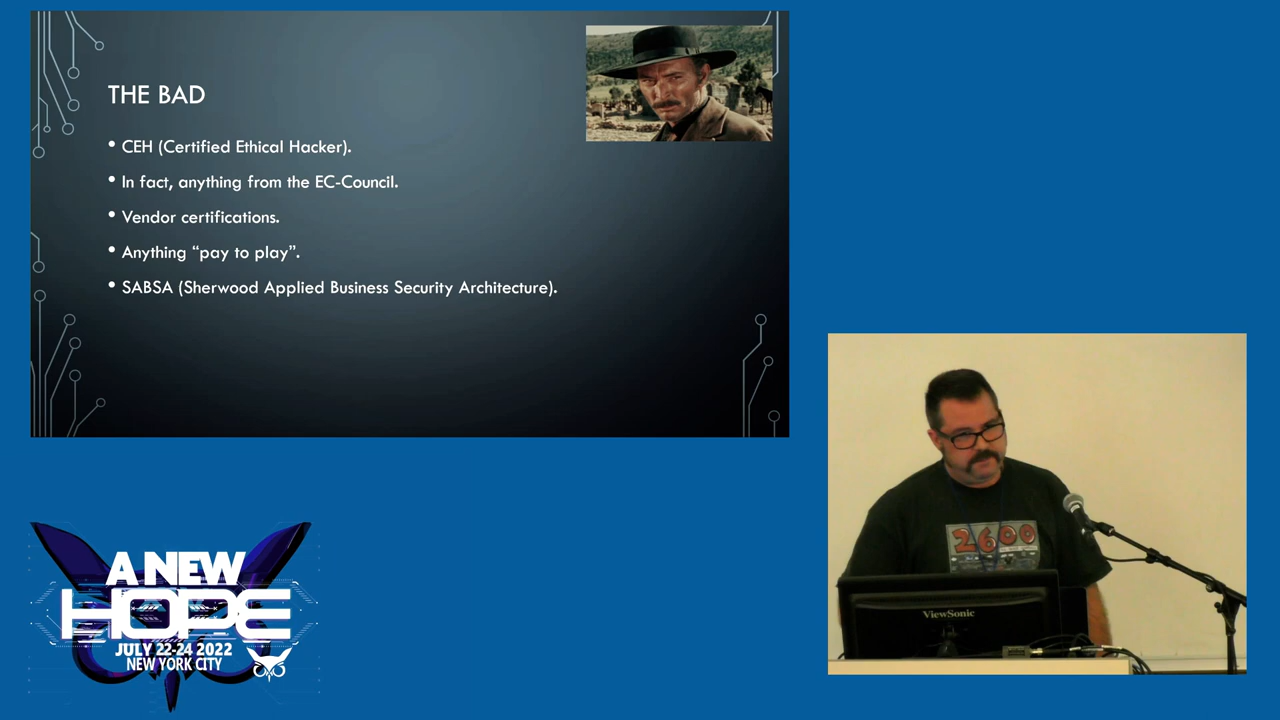 THE BAD
• CEH (Certified Ethical Hacker).
• In fact, anything from the EC-Council.
• Vendor certifications.
• Anything “pay to play”.
• SABSA (Sherwood Applied Business Security Architecture).
2600
ViewSonic
A NEW
HOPE
JULY 22-24 2022
NEW YORK CITY